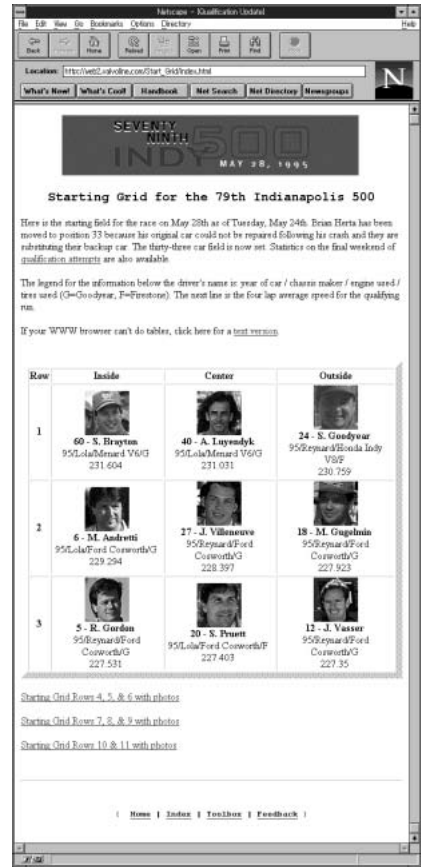 Netscape - [Qualification Update]
File Edit View Go Bookmarks Options Directory Help
Back Home Reload Open Print Find
Location: http://web2.valvoline.com/Start_Grid/index.html
What's New! What's Cool! Handbook Net Search Net Directory Newsgroups
N
SEVENTY
NINTH 500
INDY MAY 28, 1995
Starting Grid for the 79th Indianapolis 500
Here is the starting field for the race on May 28th as of Tuesday, May 24th. Brian Herta has been
moved to position 33 because his original car could not be repaired following his crash and they are
substituting their backup car. The thirty-three car field is now set. Statistics on the final weekend of
qualification attempts are also available.
The legend for the information below the driver's name is: year of car / chassis maker / engine used /
tires used (G=Goodyear, F=Firestone). The next line is the four lap average speed for the qualifying
run.
If your WWW browser can't do tables, click here for a text version.
Row Inside Center Outside
1
60 - S. Brayton
95/Lola/Menard V6/G
231.604
40 - A. Luyendyk
95/Lola/Menard V6/G
231.031
24 - S. Goodyear
95/Reynard/Honda Indy
V8/F
230.759
2
6 - M. Andretti
95/Lola/Ford Cosworth/G
229.294
27 - J. Villeneuve
95/Reynard/Ford
Cosworth/G
228.397
18 - M. Gugelmin
95/Reynard/Ford
Cosworth/G
227.923
3
5 - R. Gordon
95/Reynard/Ford
Cosworth/G
227.531
20 - S. Pruett
95/Lola/Ford Cosworth/F
227.403
12 - J. Vasser
95/Reynard/Ford
Cosworth/G
227.35
Starting Grid Rows 4, 5, & 6 with photos
Starting Grid Rows 7, 8, & 9 with photos
Starting Grid Rows 10 & 11 with photos
( Home | Index | Toolbox | Feedback )